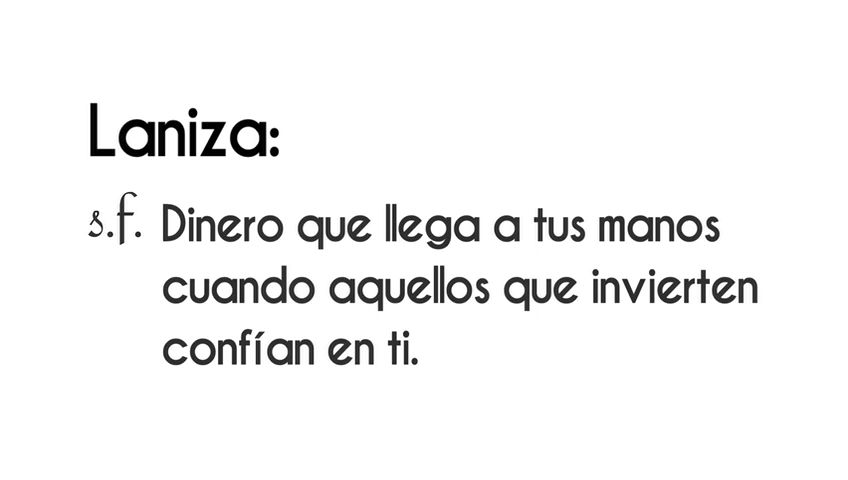 Laniza:
s.f. Dinero que llega a tus manos
cuando aquellos que invierten
confían en ti.